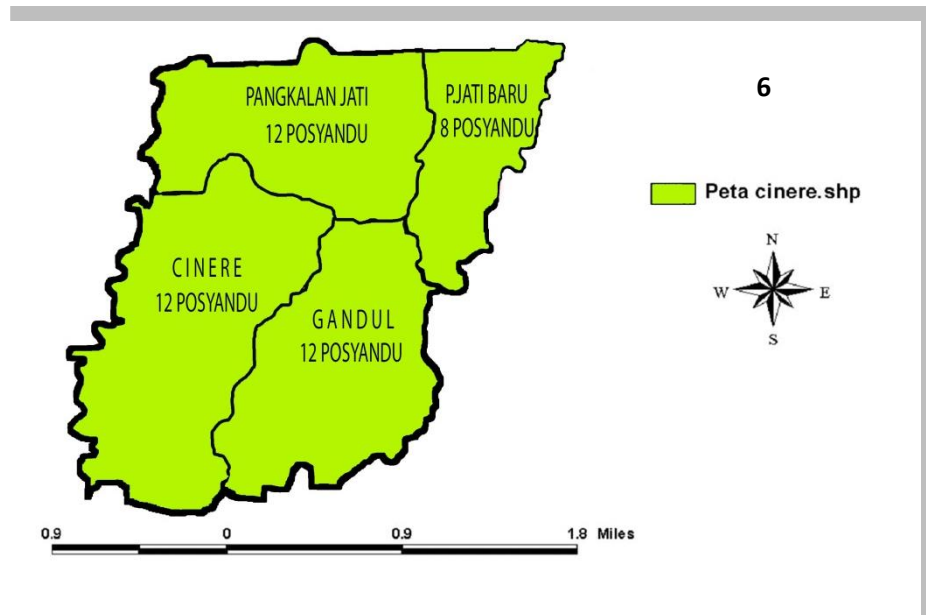 PANGKALAN JATI
12 POSYANDU
P.JATI BARU
8 POSYANDU
6
Peta cinere.shp
CINERE
12 POSYANDU
GANDUL
12 POSYANDU
N
W
E
S
0.9 0 0.9 1.8 Miles